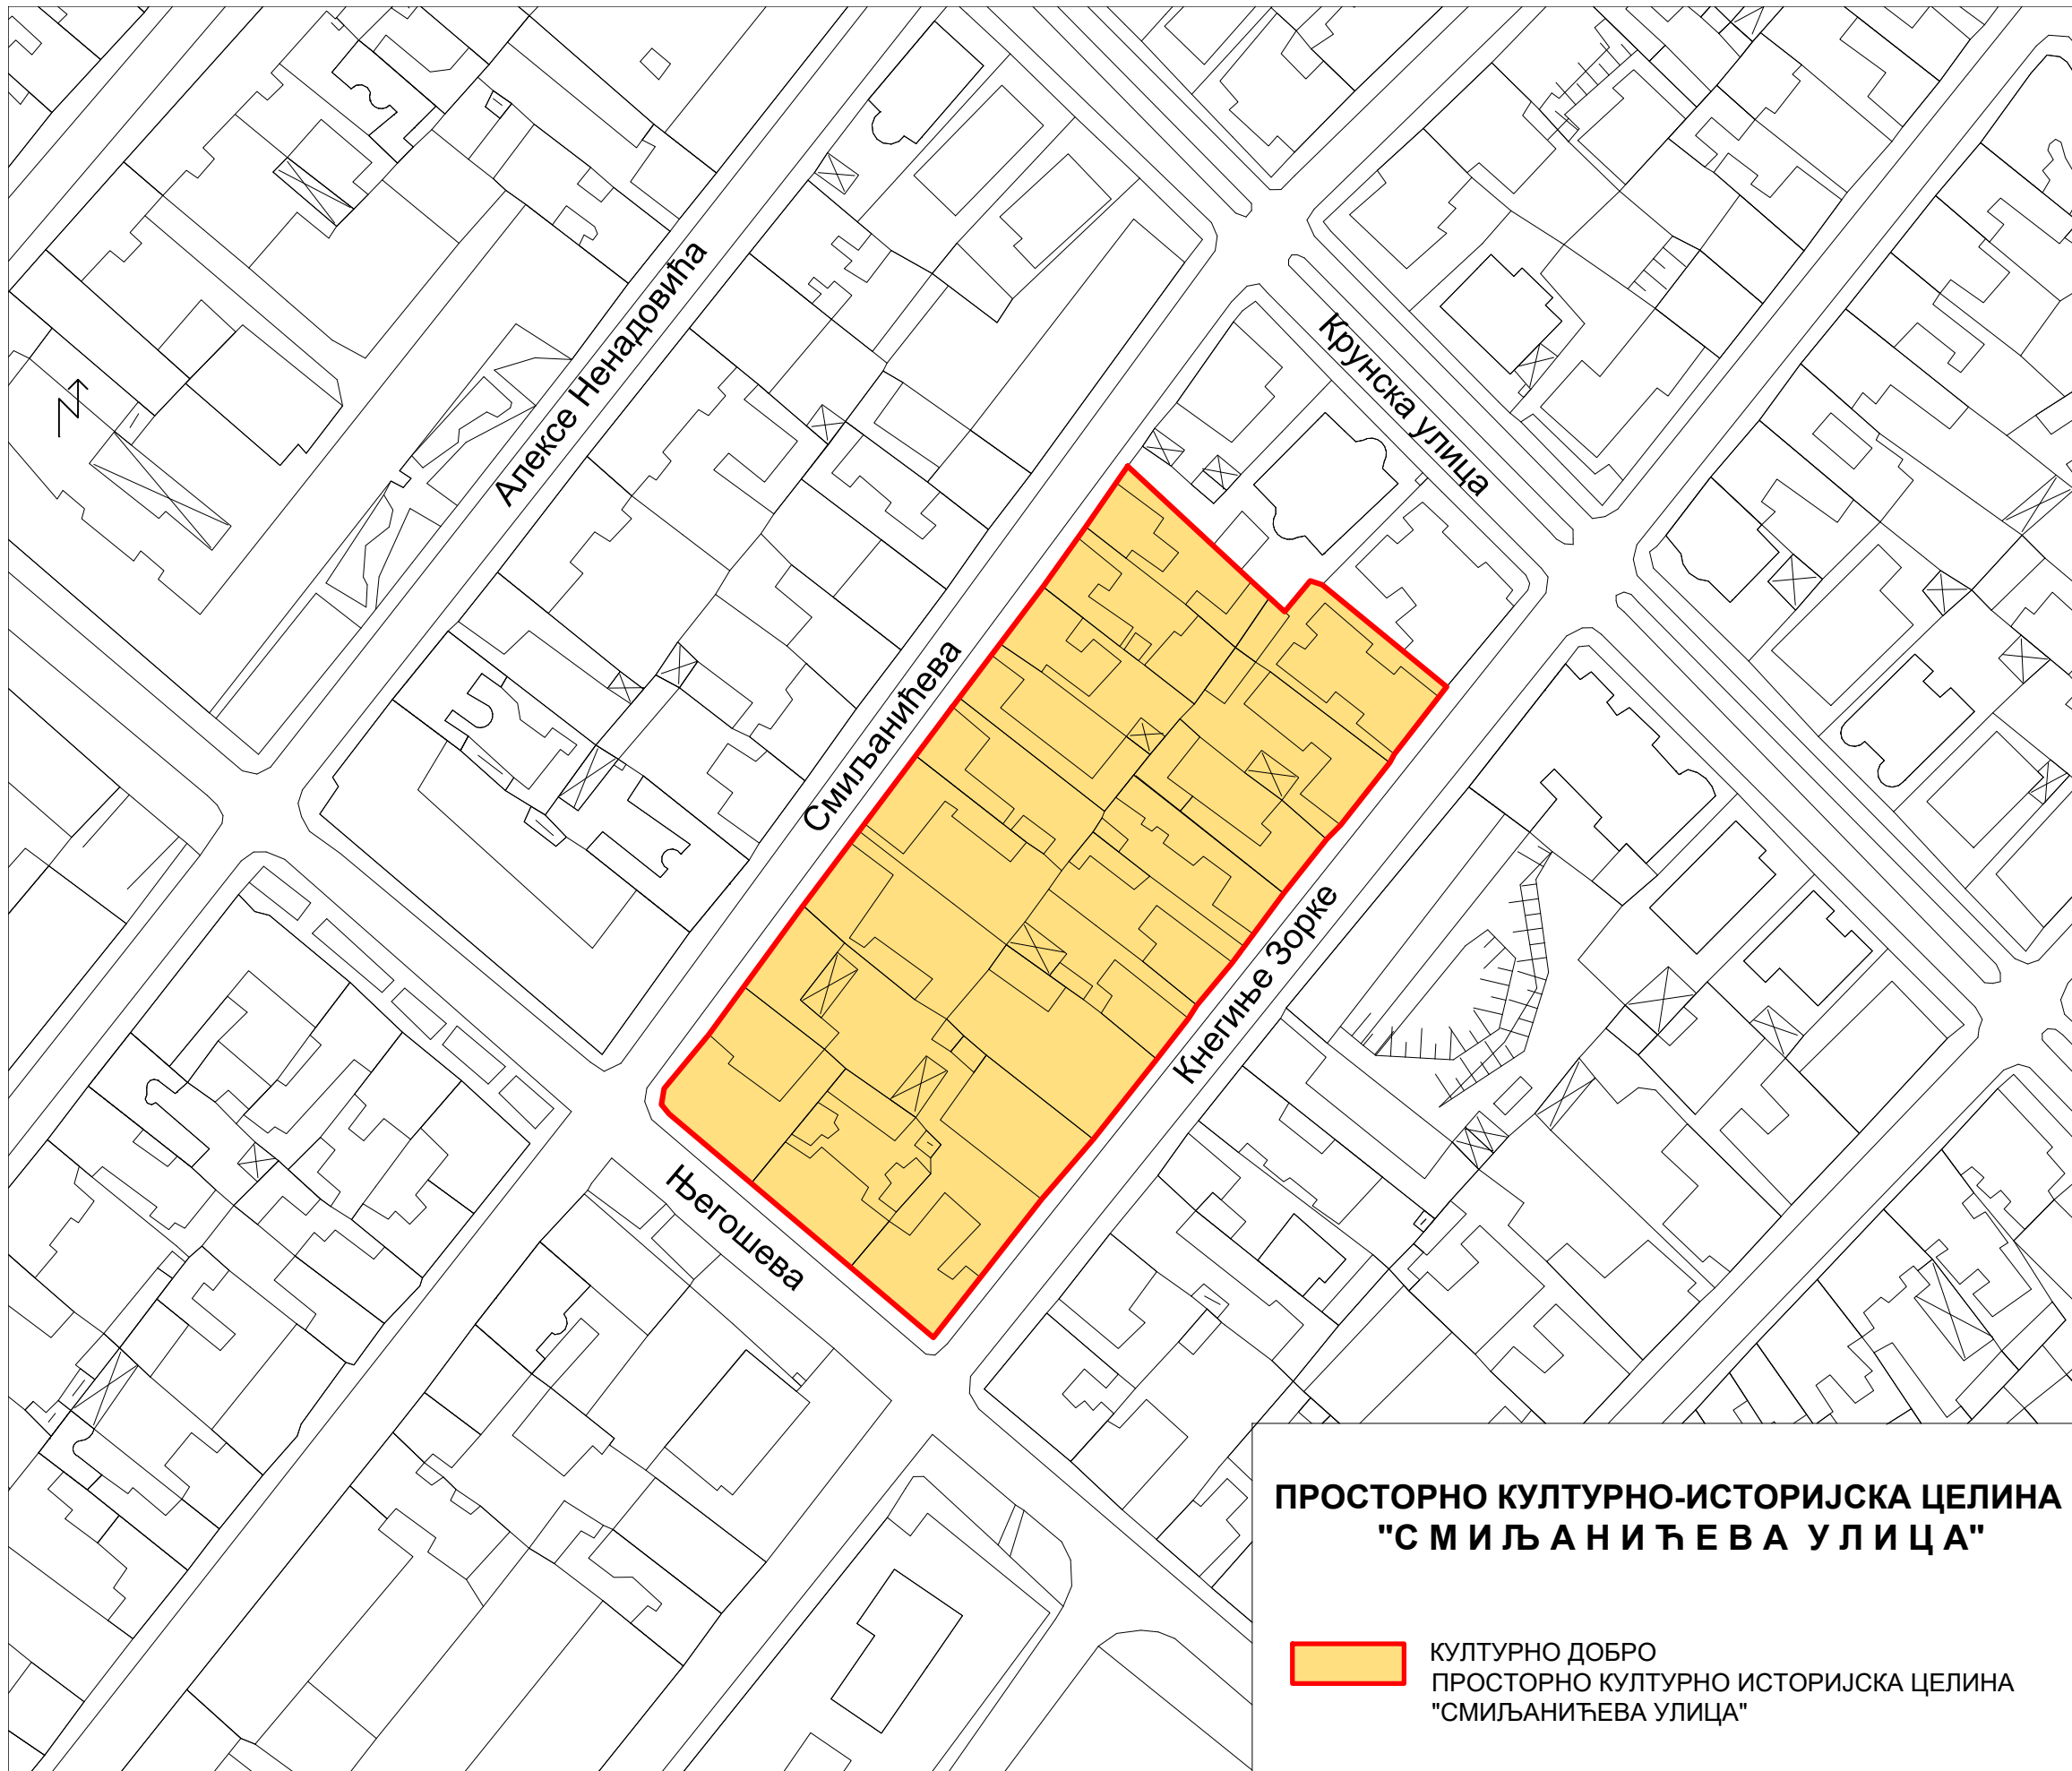 Алексе Ненадовића
Крунска улица
Смиљанићева
Кнегиње Зорке
Његошева
ПРОСТОРНО КУЛТУРНО-ИСТОРИЈСКА ЦЕЛИНА
"С М И Љ А Н И Ћ Е В А У Л И Ц А"
КУЛТУРНО ДОБРО
ПРОСТОРНО КУЛТУРНО ИСТОРИЈСКА ЦЕЛИНА
"СМИЉАНИЋЕВА УЛИЦА"